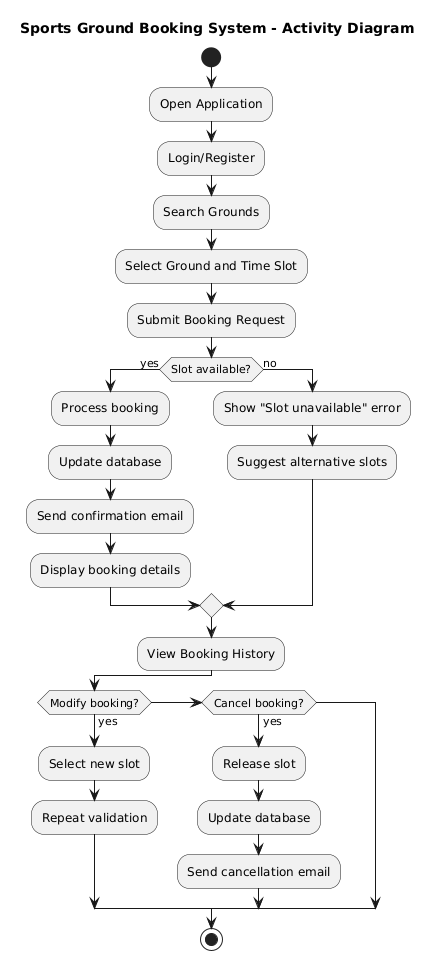 Sports Ground Booking System - Activity Diagram
Open Application
Login/Register
Search Grounds
Select Ground and Time Slot
Submit Booking Request
yes
Slot available?
no
Process booking
Show "Slot unavailable" error
Update database
Suggest alternative slots
Send confirmation email
Display booking details
View Booking History
Modify booking?
Cancel booking?
yes
yes
Select new slot
Release slot
Repeat validation
Update database
Send cancellation email